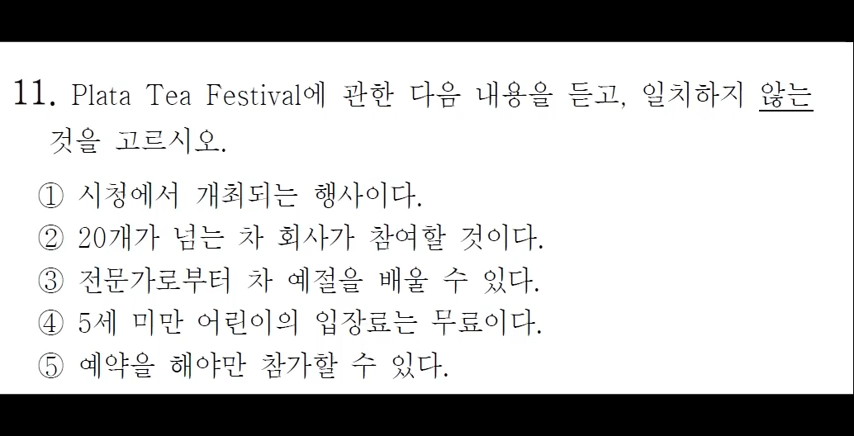 11. Plata Tea Festival에 관한 다음 내용을 듣고, 일치하지 않는
것을 고르시오.
① 시청에서 개최되는 행사이다.
② 20개가 넘는 차 회사가 참여할 것이다.
③ 전문가로부터 차 예절을 배울 수 있다.
④ 5세 미만 어린이의 입장료는 무료이다.
⑤ 예약을 해야만 참가할 수 있다.